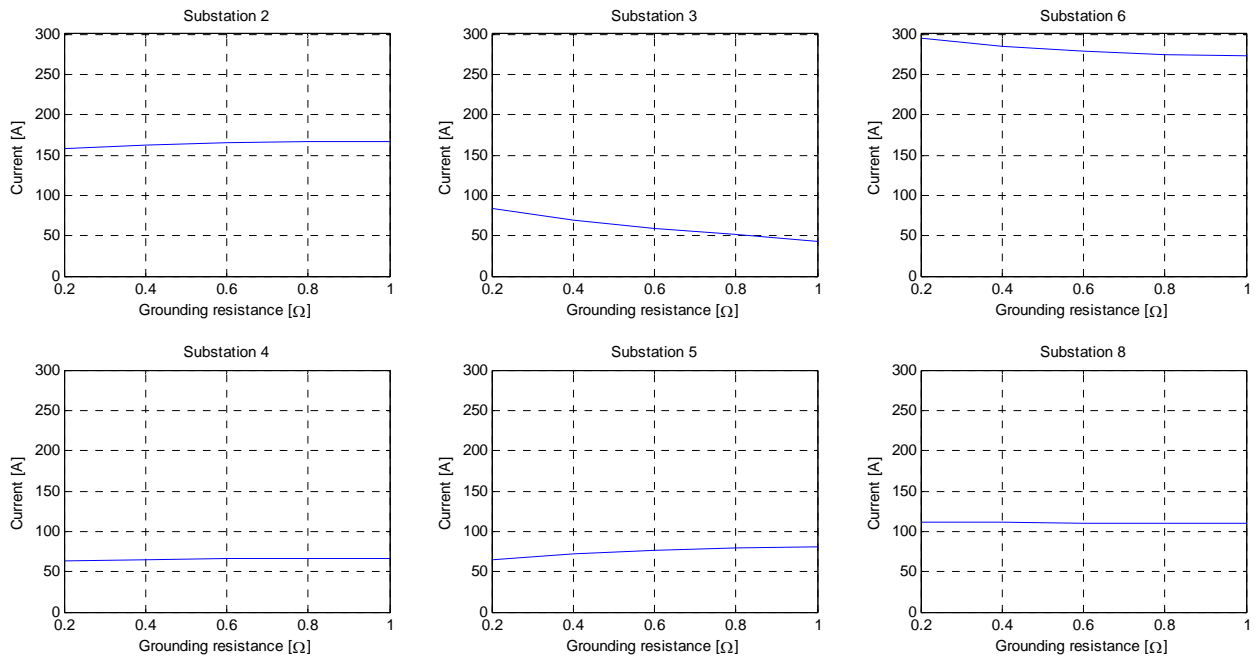 Substation 2
300
250
200
150
100
50
0
0.2 0.4 0.6 0.8 1
Current [A]
Grounding resistance [Ω]
Substation 3
300
250
200
150
100
50
0
0.2 0.4 0.6 0.8 1
Current [A]
Grounding resistance [Ω]
Substation 6
300
250
200
150
100
50
0
0.2 0.4 0.6 0.8 1
Current [A]
Grounding resistance [Ω]
Substation 4
300
250
200
150
100
50
0
0.2 0.4 0.6 0.8 1
Current [A]
Grounding resistance [Ω]
Substation 5
300
250
200
150
100
50
0
0.2 0.4 0.6 0.8 1
Current [A]
Grounding resistance [Ω]
Substation 8
300
250
200
150
100
50
0
0.2 0.4 0.6 0.8 1
Current [A]
Grounding resistance [Ω]